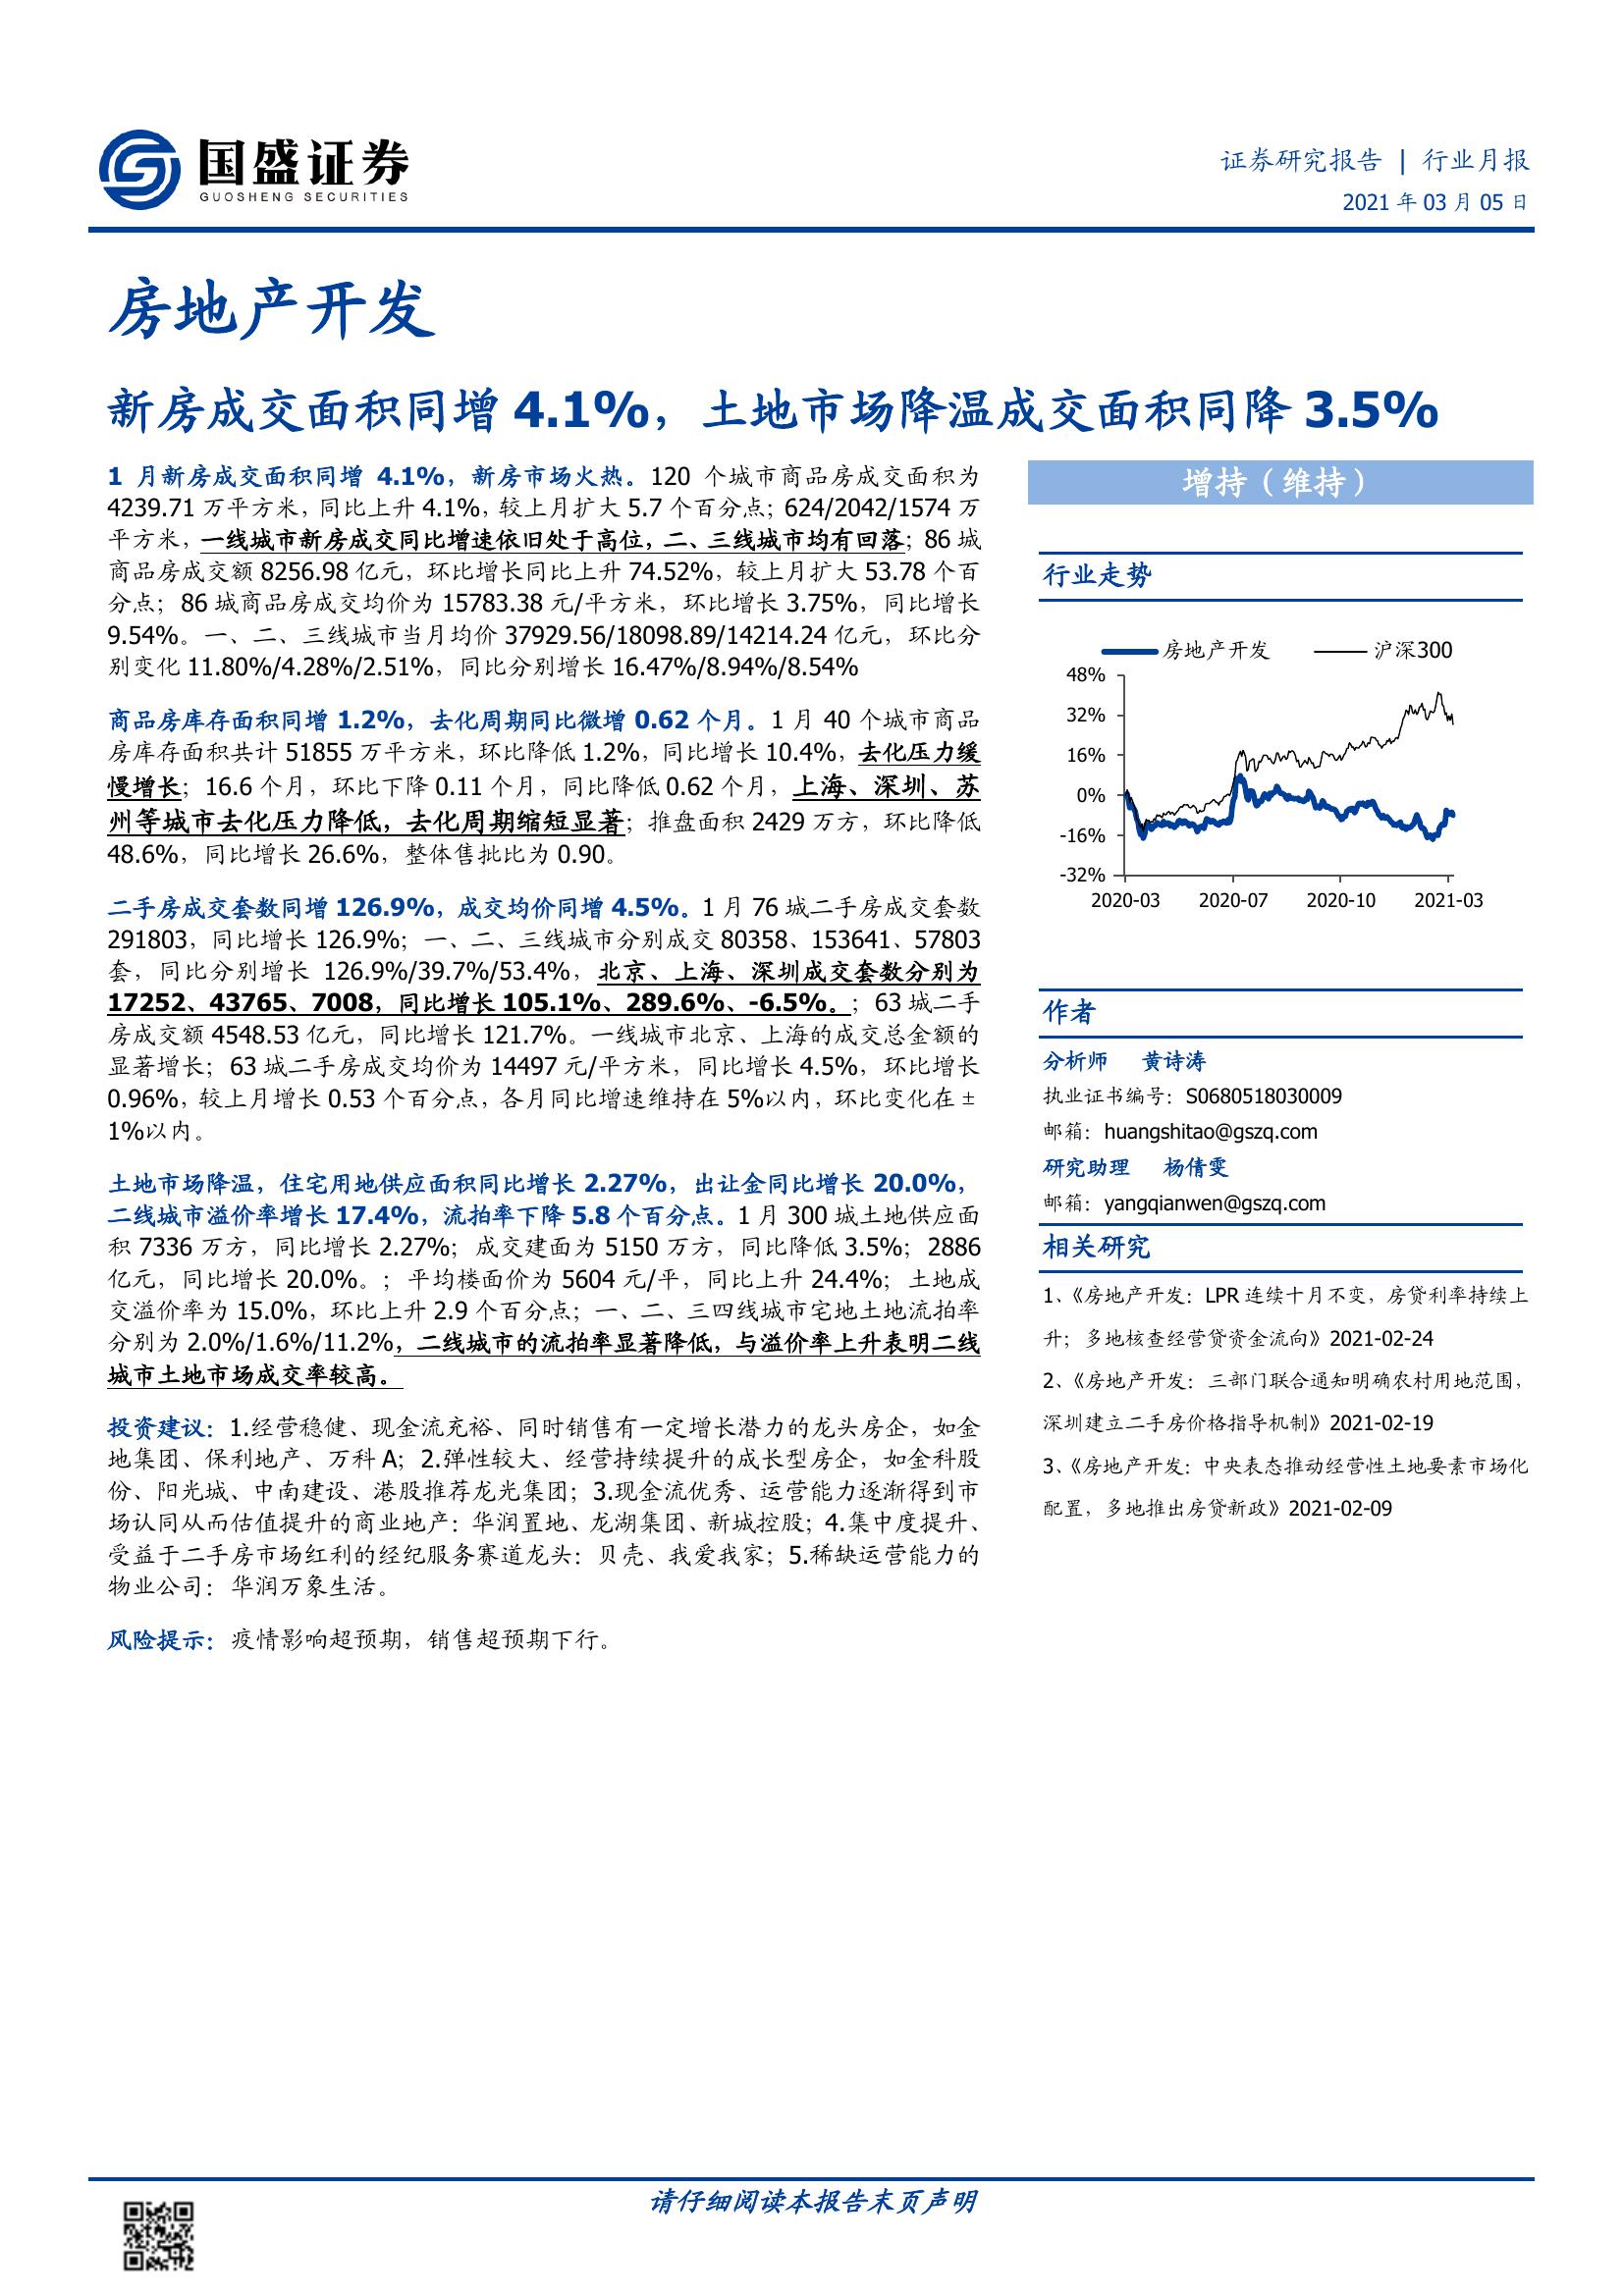 国盛证券
GUOSHENG SECURITIES
证券研究报告 | 行业月报
2021 年 03 月 05 日
房地产开发
新房成交面积同增 4.1%，土地市场降温成交面积同降 3.5%
1 月新房成交面积同增 4.1%，新房市场火热。120 个城市商品房成交面积为
4239.71 万平方米，同比上升 4.1%，较上月扩大 5.7 个百分点；624/2042/1574 万
平方米，一线城市新房成交同比增速依旧处于高位，二、三线城市均有回落；86 城
商品房成交额 8256.98 亿元，环比增长同比上升 74.52%，较上月扩大 53.78 个百
分点；86 城商品房成交均价为 15783.38 元/平方米，环比增长 3.75%，同比增长
9.54%。一、二、三线城市当月均价 37929.56/18098.89/14214.24 亿元，环比分
别变化 11.80%/4.28%/2.51%，同比分别增长 16.47%/8.94%/8.54%
商品房库存面积同增 1.2%，去化周期同比微增 0.62 个月。1 月 40 个城市商品
房库存面积共计 51855 万平方米，环比降低 1.2%，同比增长 10.4%，去化压力缓
慢增长；16.6 个月，环比下降 0.11 个月，同比降低 0.62 个月，上海、深圳、苏
州等城市去化压力降低，去化周期缩短显著；推盘面积 2429 万方，环比降低
48.6%，同比增长 26.6%，整体售批比为 0.90。
二手房成交套数同增 126.9%，成交均价同增 4.5%。1 月 76 城二手房成交套数
291803，同比增长 126.9%；一、二、三线城市分别成交 80358、153641、57803
套，同比分别增长 126.9%/39.7%/53.4%，北京、上海、深圳成交套数分别为
17252、43765、7008，同比增长 105.1%、289.6%、-6.5%。；63 城二手
房成交额 4548.53 亿元，同比增长 121.7%。一线城市北京、上海的成交总金额的
显著增长；63 城二手房成交均价为 14497 元/平方米，同比增长 4.5%，环比增长
0.96%，较上月增长 0.53 个百分点，各月同比增速维持在 5%以内，环比变化在 ±
1%以内。
土地市场降温，住宅用地供应面积同比增长 2.27%，出让金同比增长 20.0%，
二线城市溢价率增长 17.4%，流拍率下降 5.8 个百分点。1 月 300 城土地供应面
积 7336 万方，同比增长 2.27%；成交建面为 5150 万方，同比降低 3.5%；2886
亿元，同比增长 20.0%。；平均楼面价为 5604 元/平，同比上升 24.4%；土地成
交溢价率为 15.0%，环比上升 2.9 个百分点；一、二、三四线城市宅地土地流拍率
分别为 2.0%/1.6%/11.2%，二线城市的流拍率显著降低，与溢价率上升表明二线
城市土地市场成交率较高。
投资建议：1.经营稳健、现金流充裕、同时销售有一定增长潜力的龙头房企，如金
地集团、保利地产、万科 A；2.弹性较大、经营持续提升的成长型房企，如金科股
份、阳光城、中南建设、港股推荐龙光集团；3.现金流优秀、运营能力逐渐得到市
场认同从而估值提升的商业地产：华润置地、龙湖集团、新城控股；4.集中度提升、
受益于二手房市场红利的经纪服务赛道龙头：贝壳、我爱我家；5.稀缺运营能力的
物业公司：华润万象生活。
风险提示：疫情影响超预期，销售超预期下行。
增持（维持）
行业走势
房地产开发 沪深300
48%
32%
16%
0%
-16%
-32%
2020-03 2020-07 2020-10 2021-03
作者
分析师 黄诗涛
执业证书编号：S0680518030009
邮箱：huangshitao@gszq.com
研究助理 杨倩雯
邮箱：yangqianwen@gszq.com
相关研究
1、《房地产开发：LPR 连续十月不变，房贷利率持续上
升；多地核查经营贷资金流向》2021-02-24
2、《房地产开发：三部门联合通知明确农村用地范围，
深圳建立二手房价格指导机制》2021-02-19
3、《房地产开发：中央表态推动经营性土地要素市场化
配置，多地推出房贷新政》2021-02-09
请仔细阅读本报告末页声明